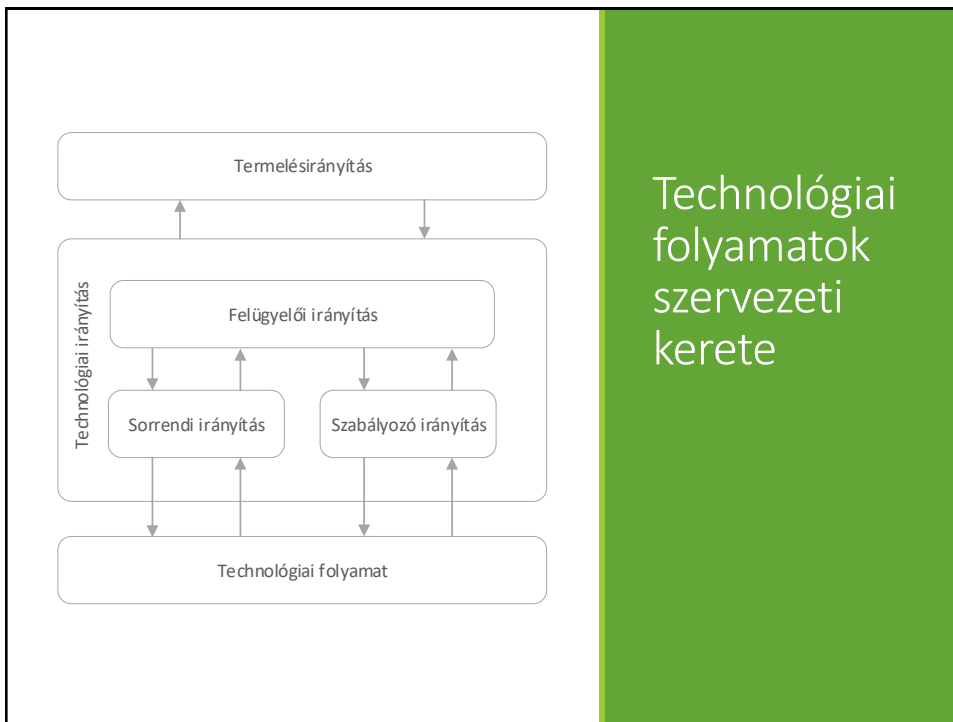 Termelésirányítás
Technológiai irányítás
Felügyelői irányítás
Sorrendi irányítás
Szabályozó irányítás
Technológiai folyamat
Technológiai
folyamatok
szervezeti
kerete